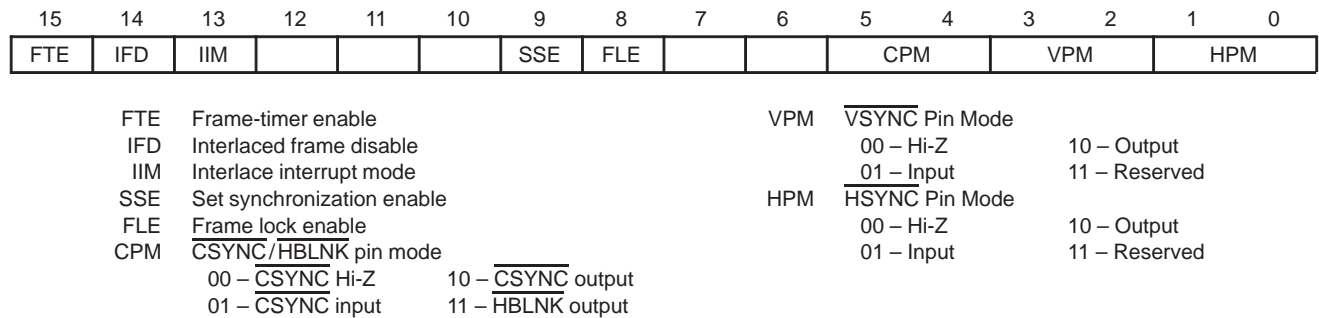 15 14 13 12 11 10 9 8 7 6 5 4 3 2 1 0
FTE IFD IIM SSE FLE CPM VPM HPM
FTE Frame-timer enable
IFD Interlaced frame disable
IIM Interlace interrupt mode
SSE Set synchronization enable
FLE Frame lock enable
CPM CSYNC/HBLNK pin mode
00 – CSYNC Hi-Z 10 – CSYNC output
01 – CSYNC input 11 – HBLNK output
VPM VSYNC Pin Mode
00 – Hi-Z 10 – Output
01 – Input 11 – Reserved
HPM HSYNC Pin Mode
00 – Hi-Z 10 – Output
01 – Input 11 – Reserved